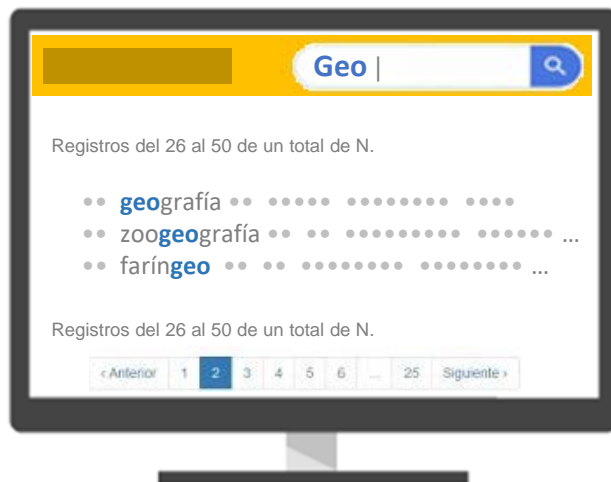 Geo |
Registros del 26 al 50 de un total de N.
•• geografía •• ••••• •••••••• ••••
•• zoogeografía •• •• ••••••••• •••••• ...
•• faríngeo •• •• •••••••• •••••••• ...
Registros del 26 al 50 de un total de N.
‹ Anterior 1 2 3 4 5 6 ... 25 Siguiente ›